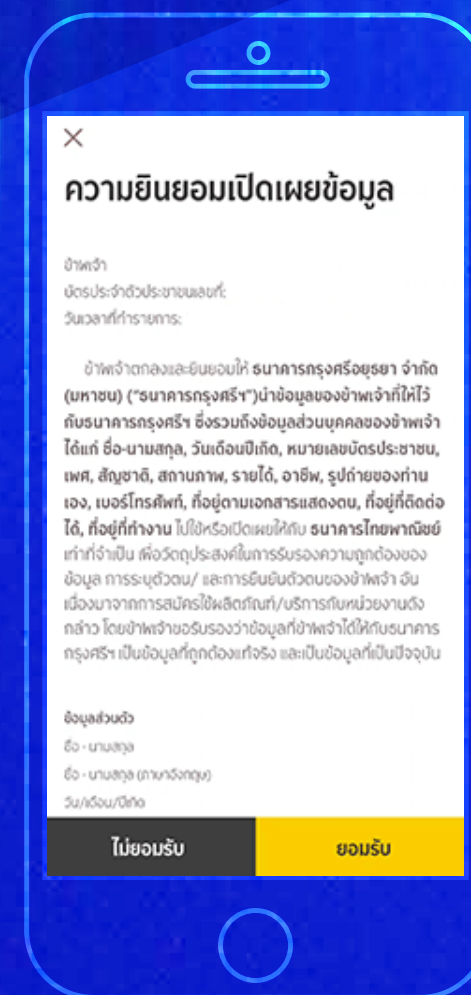 ความยินยอมเปิดเผยข้อมูล
ข้าพเจ้า
บัตรประจำตัวประชาชนเลขที่:
วันเวลาที่ทำรายการ:
ข้าพเจ้าตกลงและยินยอมให้ ธนาคารกรุงศรีอยุธยา จำกัด
(มหาชน) ("ธนาคารกรุงศรีฯ")นำข้อมูลของข้าพเจ้าที่ให้ไว้
กับธนาคารกรุงศรีฯ ซึ่งรวมถึงข้อมูลส่วนบุคคลของข้าพเจ้า
ได้แก่ ชื่อ-นามสกุล, วันเดือนปีเกิด, หมายเลขบัตรประชาชน,
เพศ, สัญชาติ, สถานภาพ, รายได้, อาชีพ, รูปถ่ายของท่าน
เอง, เบอร์โทรศัพท์, ที่อยู่ตามเอกสารแสดงตน, ที่อยู่ที่ติดต่อ
ได้, ที่อยู่ที่ทำงาน ไปใช้หรือเปิดเผยให้กับ ธนาคารไทยพาณิชย์
เท่าที่จำเป็น เพื่อวัตถุประสงค์ในการรับรองความถูกต้องของ
ข้อมูล การระบุตัวตน/ และการยืนยันตัวตนของข้าพเจ้า อัน
เนื่องมาจากการสมัครใช้ผลิตภัณฑ์/บริการกับหน่วยงานดัง
กล่าว โดยข้าพเจ้าขอรับรองว่าข้อมูลที่ข้าพเจ้าได้ให้กับธนาคาร
กรุงศรีฯ เป็นข้อมูลที่ถูกต้องแท้จริง และเป็นข้อมูลที่เป็นปัจจุบัน
ข้อมูลส่วนตัว
ชื่อ - นามสกุล
ชื่อ - นามสกุล (ภาษาอังกฤษ)
วัน/เดือน/ปีเกิด
ไม่ยอมรับ
ยอมรับ